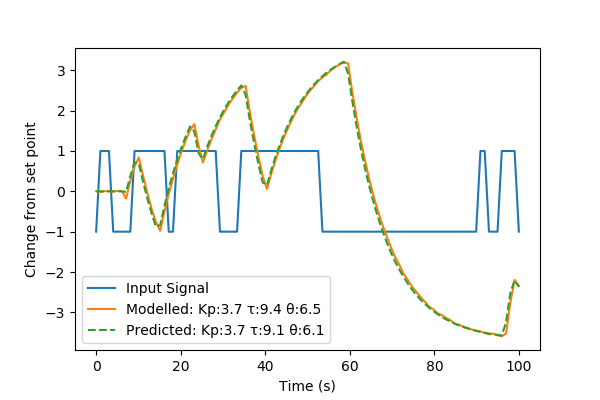 3
2
1
0
−1
−2
−3
Change from set point
Input Signal
Modelled: Kp:3.7 τ:9.4 θ:6.5
Predicted: Kp:3.7 τ:9.1 θ:6.1
0 20 40 60 80 100
Time (s)